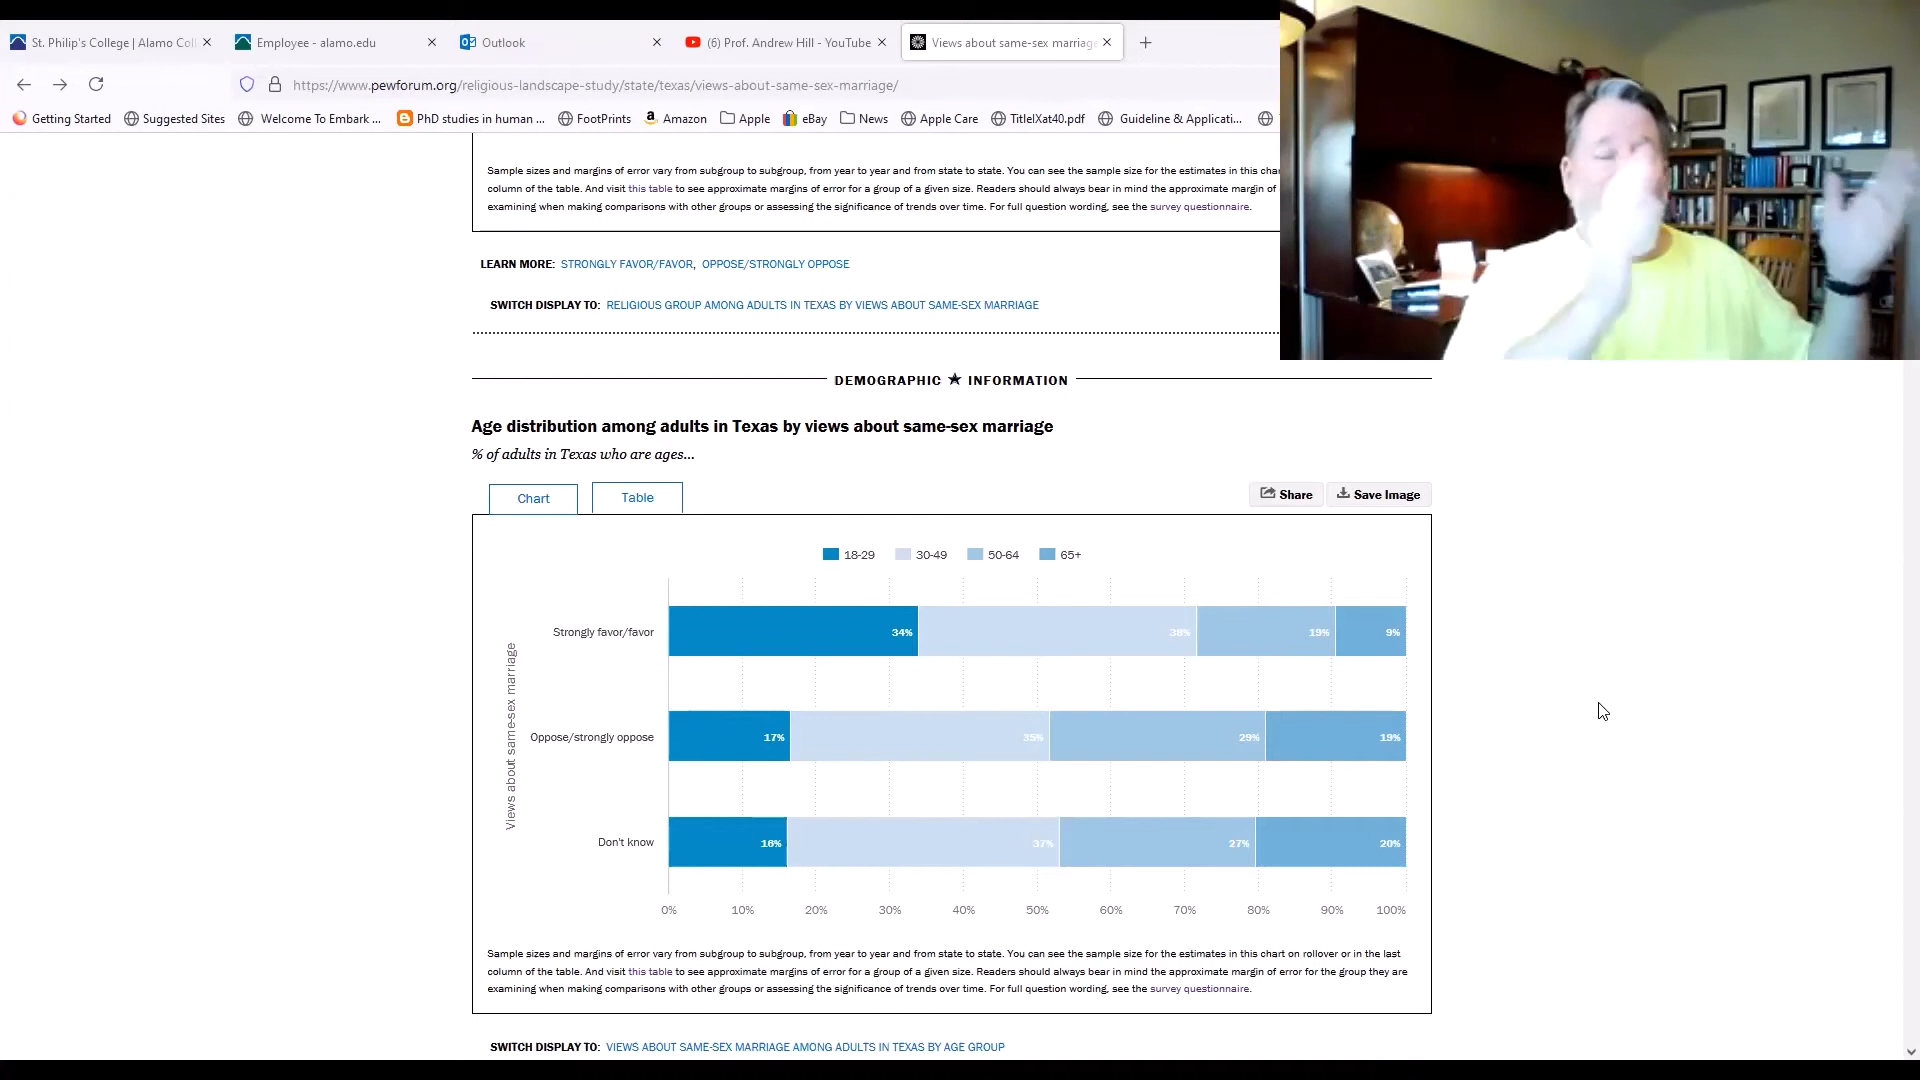 St. Philip's College | Alamo Coll
Employee - alamo.edu
Outlook
(6) Prof. Andrew Hill - YouTube
Views about same-sex marriage
https://www.pewforum.org/religious-landscape-study/state/texas/views-about-same-sex-marriage/
Getting Started
Suggested Sites
Welcome To Embark ...
PhD studies in human ...
FootPrints
Amazon
Apple
eBay
News
Apple Care
TitleIXat40.pdf
Guideline & Applicati...
Sample sizes and margins of error vary from subgroup to subgroup, from year to year and from state to state. You can see the sample size for the estimates in this char
column of the table. And visit this table to see approximate margins of error for a group of a given size. Readers should always bear in mind the approximate margin of
examining when making comparisons with other groups or assessing the significance of trends over time. For full question wording, see the survey questionnaire.
LEARN MORE: STRONGLY FAVOR/FAVOR, OPPOSE/STRONGLY OPPOSE
SWITCH DISPLAY TO: RELIGIOUS GROUP AMONG ADULTS IN TEXAS BY VIEWS ABOUT SAME-SEX MARRIAGE
DEMOGRAPHIC ★ INFORMATION
Age distribution among adults in Texas by views about same-sex marriage
% of adults in Texas who are ages...
Chart
Table
Share
Save Image
18-29
30-49
50-64
65+
Views about same-sex marriage
Strongly favor/favor
34%
38%
19%
9%
Oppose/strongly oppose
17%
35%
29%
19%
Don't know
16%
37%
27%
20%
0%
10%
20%
30%
40%
50%
60%
70%
80%
90%
100%
Sample sizes and margins of error vary from subgroup to subgroup, from year to year and from state to state. You can see the sample size for the estimates in this chart on rollover or in the last
column of the table. And visit this table to see approximate margins of error for a group of a given size. Readers should always bear in mind the approximate margin of error for the group they are
examining when making comparisons with other groups or assessing the significance of trends over time. For full question wording, see the survey questionnaire.
SWITCH DISPLAY TO: VIEWS ABOUT SAME-SEX MARRIAGE AMONG ADULTS IN TEXAS BY AGE GROUP